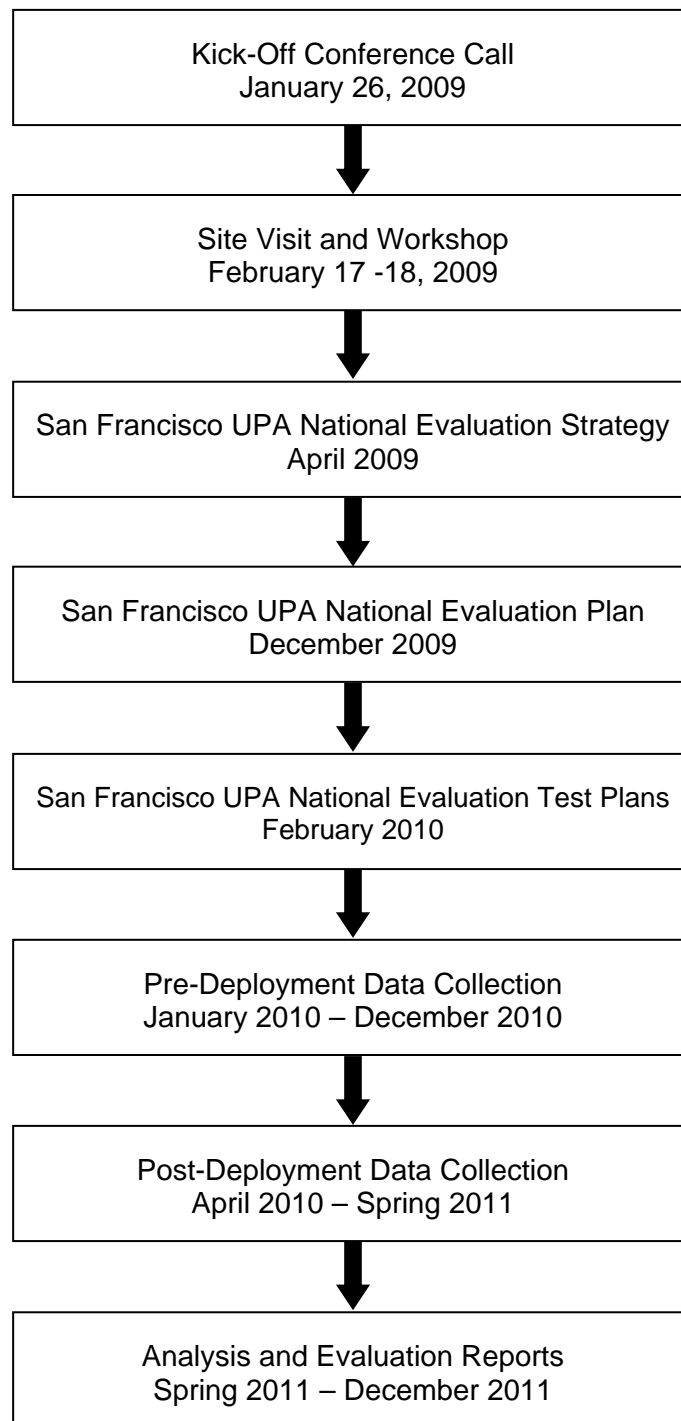 Kick-Off Conference Call
January 26, 2009
Site Visit and Workshop
February 17 -18, 2009
San Francisco UPA National Evaluation Strategy
April 2009
San Francisco UPA National Evaluation Plan
December 2009
San Francisco UPA National Evaluation Test Plans
February 2010
Pre-Deployment Data Collection
January 2010 – December 2010
Post-Deployment Data Collection
April 2010 – Spring 2011
Analysis and Evaluation Reports
Spring 2011 – December 2011